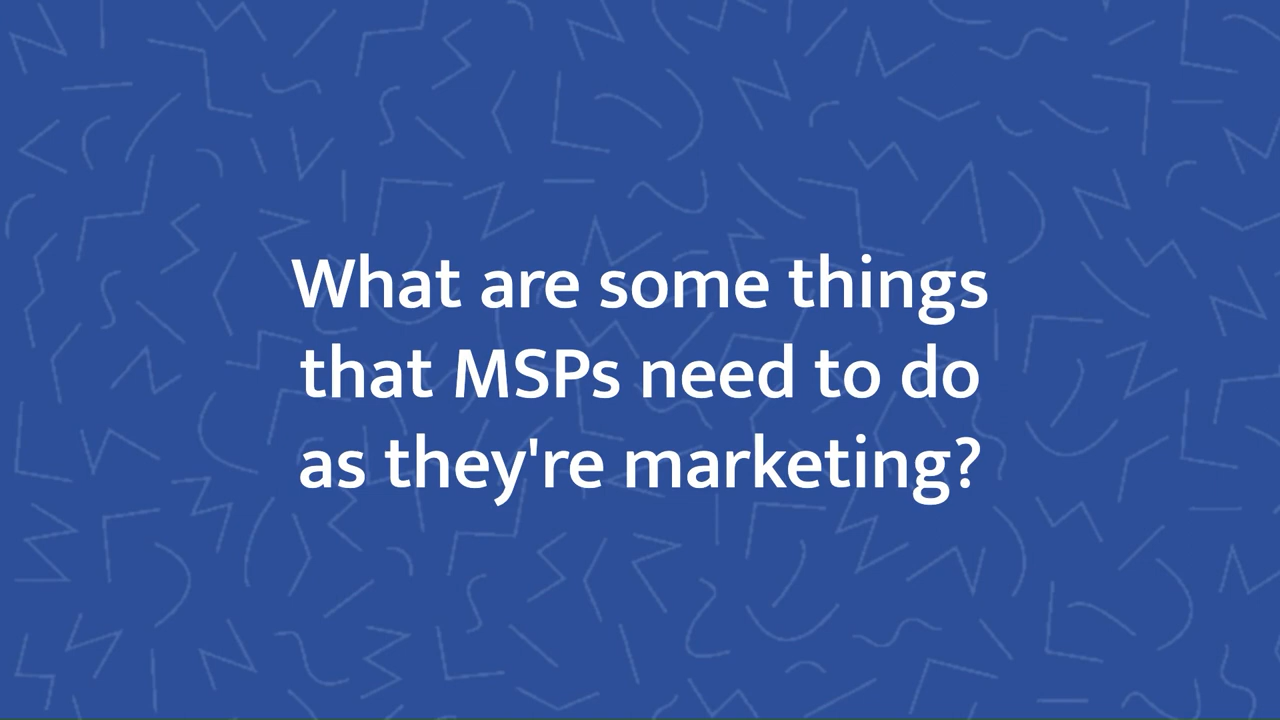 What are some things
that MSPs need to do
as they're marketing?